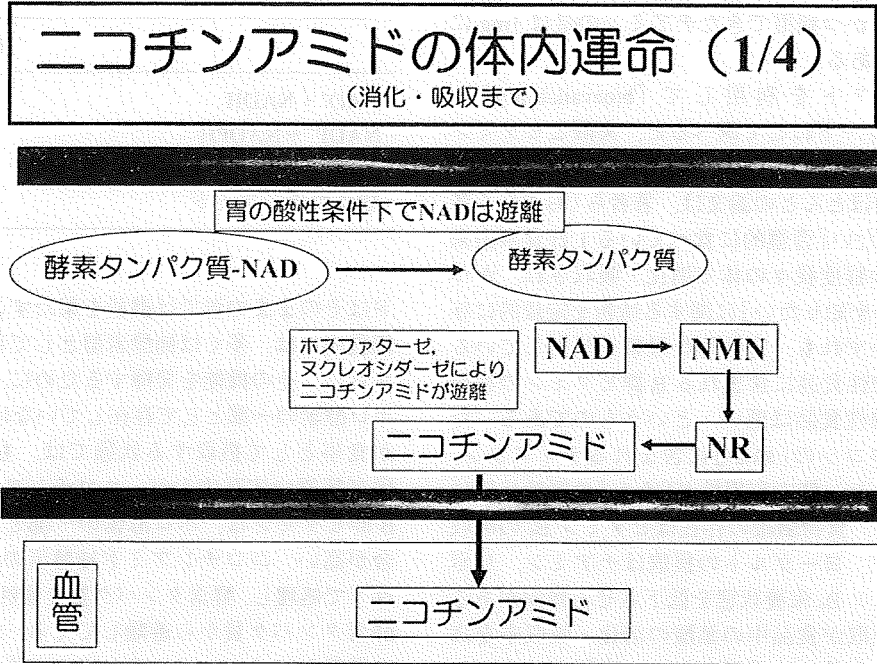 ニコチンアミドの体内運命（1/4）
（消化・吸収まで）
胃の酸性条件下でNADは遊離
酵素タンパク質-NAD
酵素タンパク質
ホスファターゼ,
ヌクレオシダーゼにより
ニコチンアミドが遊離
NAD
NMN
ニコチンアミド
NR
血管
ニコチンアミド